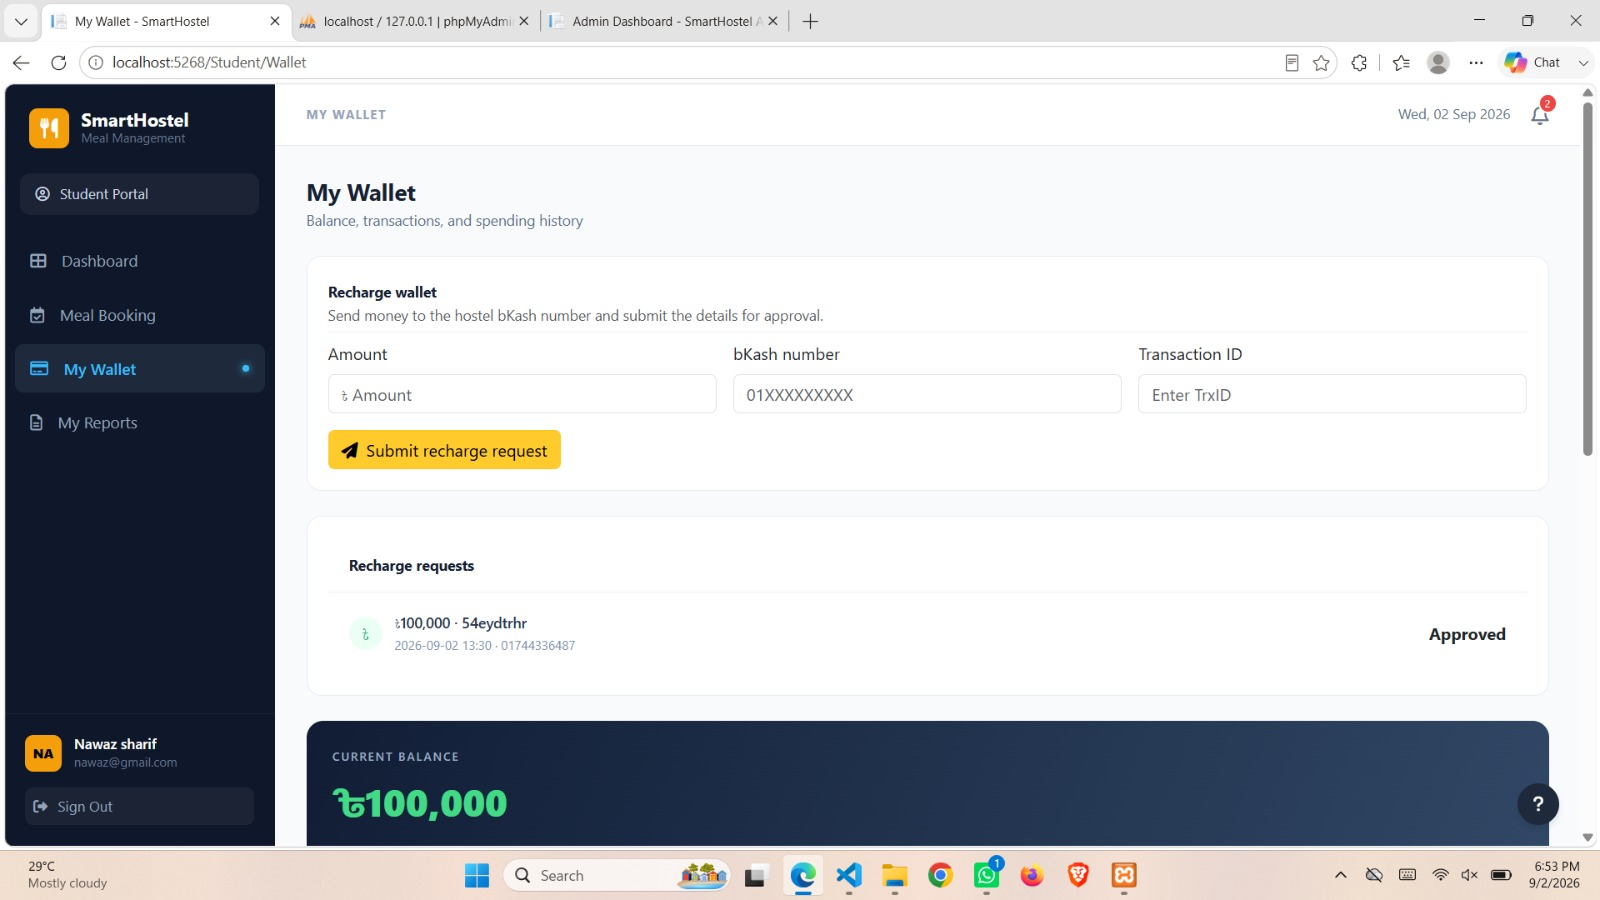 My Wallet - SmartHostel
localhost / 127.0.0.1 | phpMyAdmin
Admin Dashboard - SmartHostel A
localhost:5268/Student/Wallet
Chat
SmartHostel
Meal Management
Student Portal
Dashboard
Meal Booking
My Wallet
My Reports
NA
Nawaz sharif
nawaz@gmail.com
Sign Out
MY WALLET
Wed, 02 Sep 2026
2
My Wallet
Balance, transactions, and spending history
Recharge wallet
Send money to the hostel bKash number and submit the details for approval.
Amount
bKash number
Transaction ID
৳ Amount
01XXXXXXXXX
Enter TrxID
Submit recharge request
Recharge requests
৳
৳100,000 · 54eydtrhr
2026-09-02 13:30 · 01744336487
Approved
CURRENT BALANCE
৳100,000
?
29°C
Mostly cloudy
Search
1
6:53 PM
9/2/2026